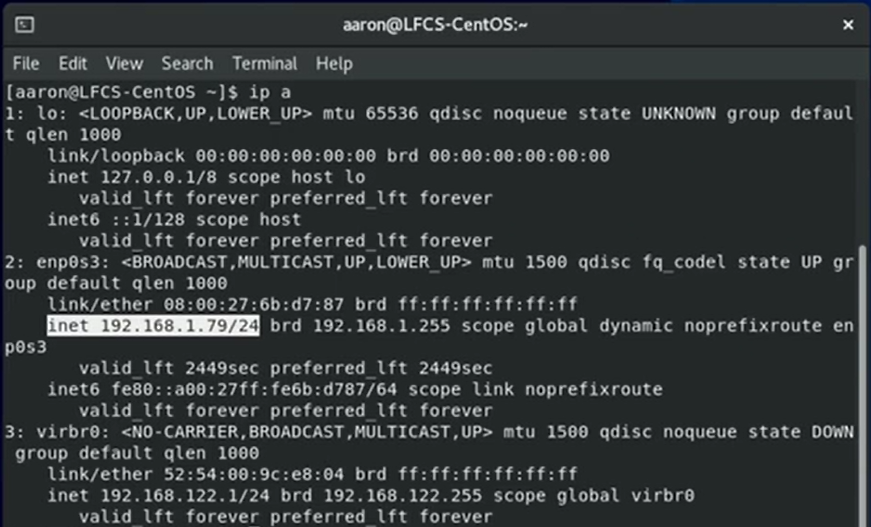 aaron@LFCS-CentOS:~
File Edit View Search Terminal Help
[aaron@LFCS-CentOS ~]$ ip a
1: lo: <LOOPBACK,UP,LOWER_UP> mtu 65536 qdisc noqueue state UNKNOWN group defaul
t qlen 1000
    link/loopback 00:00:00:00:00:00 brd 00:00:00:00:00:00
    inet 127.0.0.1/8 scope host lo
       valid_lft forever preferred_lft forever
    inet6 ::1/128 scope host
       valid_lft forever preferred_lft forever
2: enp0s3: <BROADCAST,MULTICAST,UP,LOWER_UP> mtu 1500 qdisc fq_codel state UP gr
oup default qlen 1000
    link/ether 08:00:27:6b:d7:87 brd ff:ff:ff:ff:ff:ff
    inet 192.168.1.79/24 brd 192.168.1.255 scope global dynamic noprefixroute en
p0s3
       valid_lft 2449sec preferred_lft 2449sec
    inet6 fe80::a00:27ff:fe6b:d787/64 scope link noprefixroute
       valid_lft forever preferred_lft forever
3: virbr0: <NO-CARRIER,BROADCAST,MULTICAST,UP> mtu 1500 qdisc noqueue state DOWN
 group default qlen 1000
    link/ether 52:54:00:9c:e8:04 brd ff:ff:ff:ff:ff:ff
    inet 192.168.122.1/24 brd 192.168.122.255 scope global virbr0
       valid_lft forever preferred_lft forever